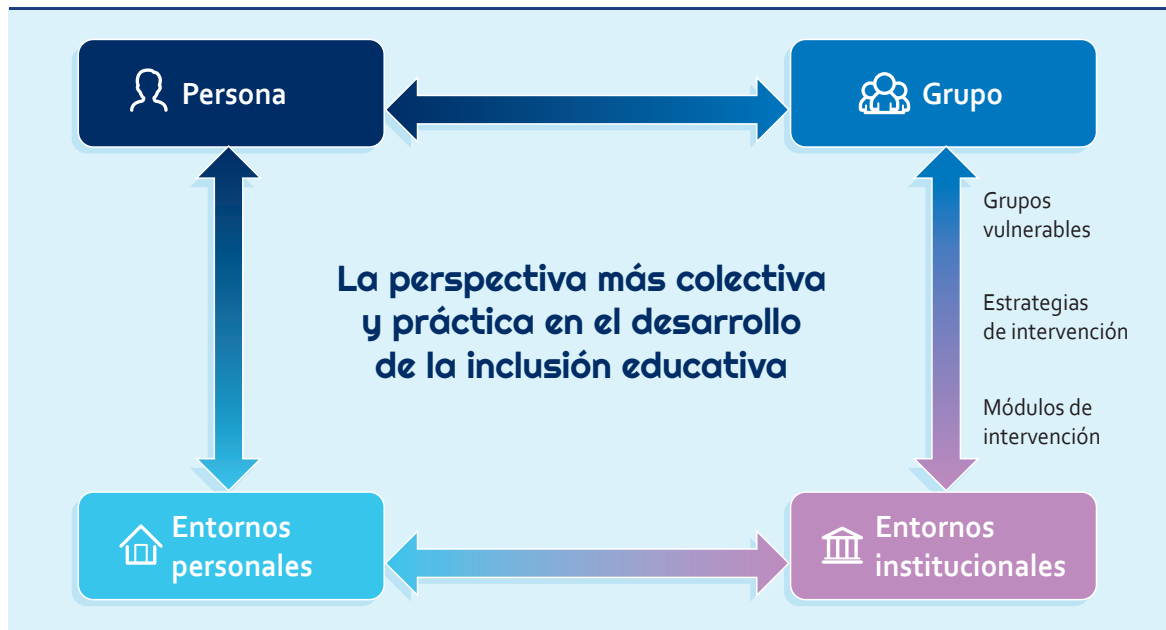 Persona
Grupo
Grupos
vulnerables
La perspectiva más colectiva
y práctica en el desarrollo
de la inclusión educativa
Estrategias
de intervención
Módulos de
intervención
Entornos
personales
Entornos
institucionales